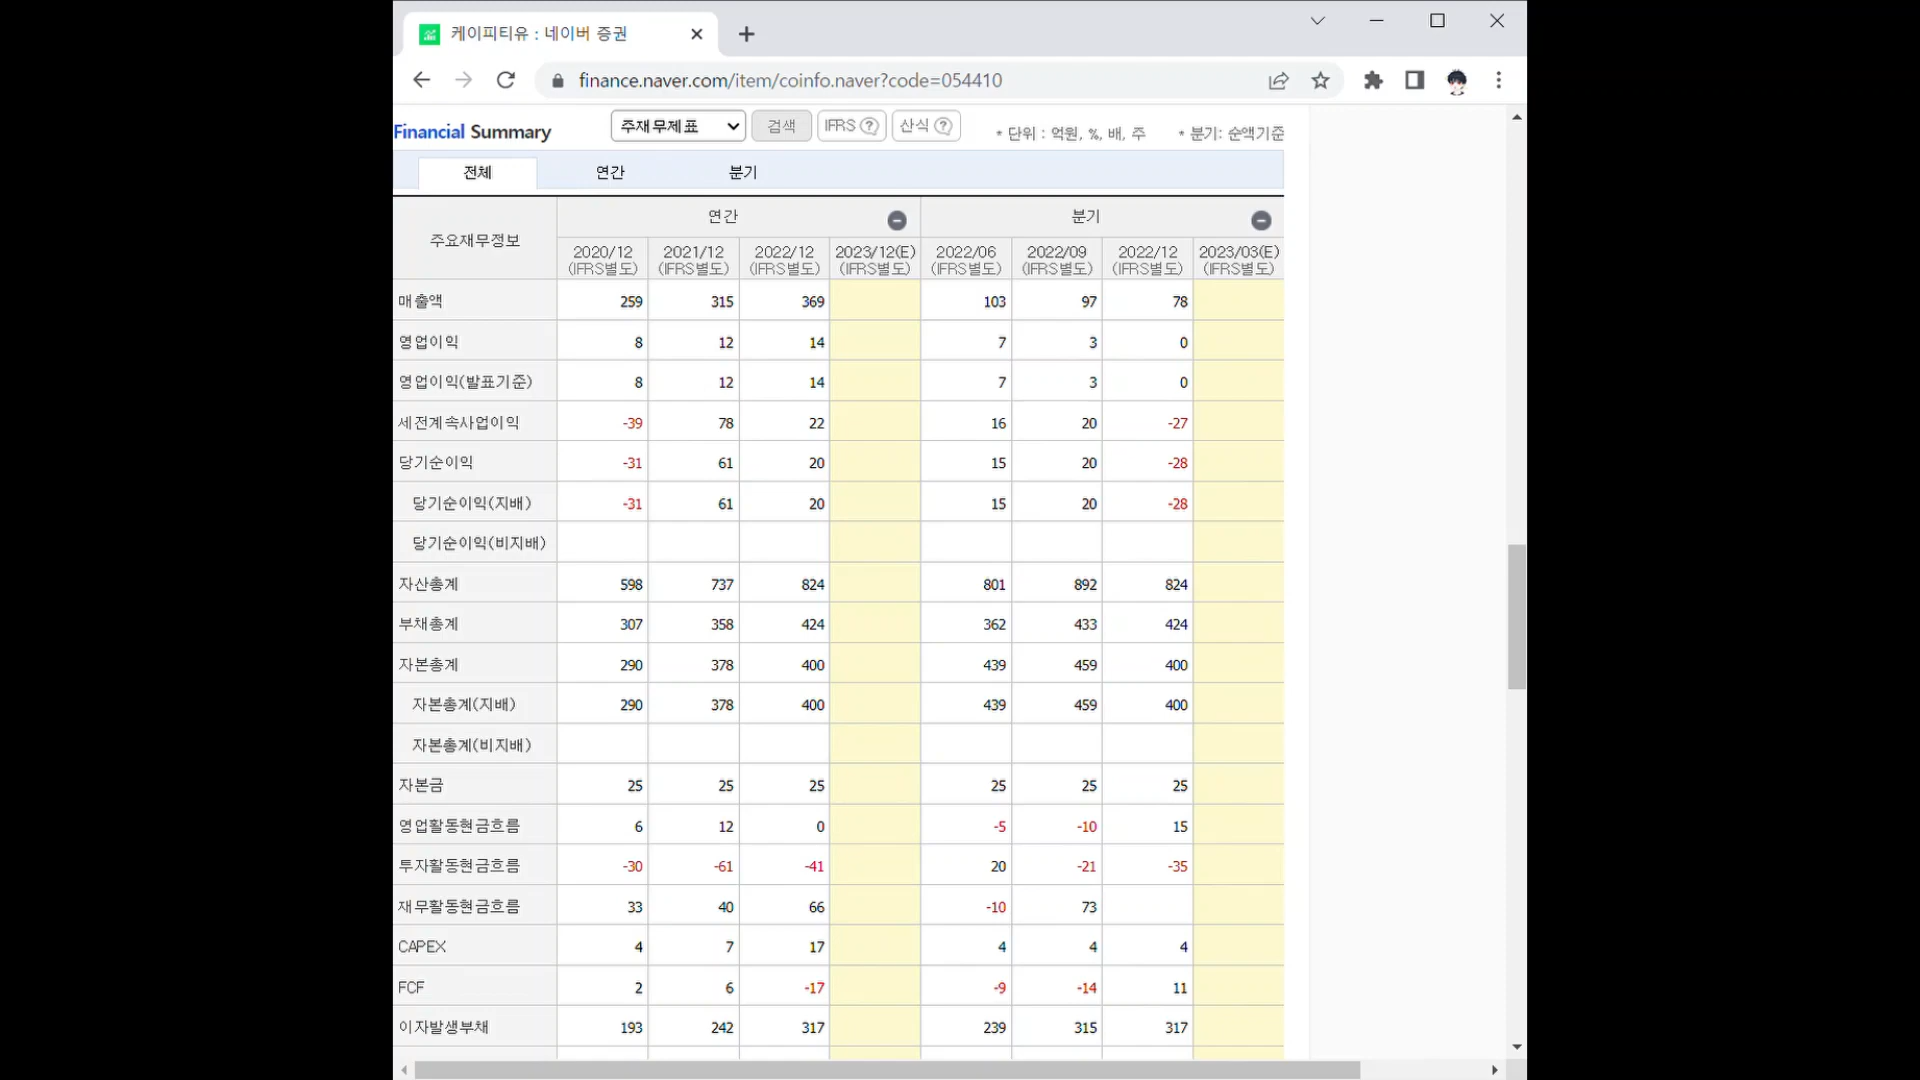 케이피티유 : 네이버 증권
finance.naver.com/item/coinfo.naver?code=054410
Financial Summary 주재무제표 검색 IFRS ? 산식 ? * 단위 : 억원, %, 배, 주 * 분기: 순액기준
전체 연간 분기
주요재무정보 연간 분기
2020/12 2021/12 2022/12 2023/12(E) 2022/06 2022/09 2022/12 2023/03(E)
(IFRS별도) (IFRS별도) (IFRS별도) (IFRS별도) (IFRS별도) (IFRS별도) (IFRS별도) (IFRS별도)
매출액 259 315 369 103 97 78
영업이익 8 12 14 7 3 0
영업이익(발표기준) 8 12 14 7 3 0
세전계속사업이익 -39 78 22 16 20 -27
당기순이익 -31 61 20 15 20 -28
당기순이익(지배) -31 61 20 15 20 -28
당기순이익(비지배)
자산총계 598 737 824 801 892 824
부채총계 307 358 424 362 433 424
자본총계 290 378 400 439 459 400
자본총계(지배) 290 378 400 439 459 400
자본총계(비지배)
자본금 25 25 25 25 25 25
영업활동현금흐름 6 12 0 -5 -10 15
투자활동현금흐름 -30 -61 -41 20 -21 -35
재무활동현금흐름 33 40 66 -10 73
CAPEX 4 7 17 4 4 4
FCF 2 6 -17 -9 -14 11
이자발생부채 193 242 317 239 315 317